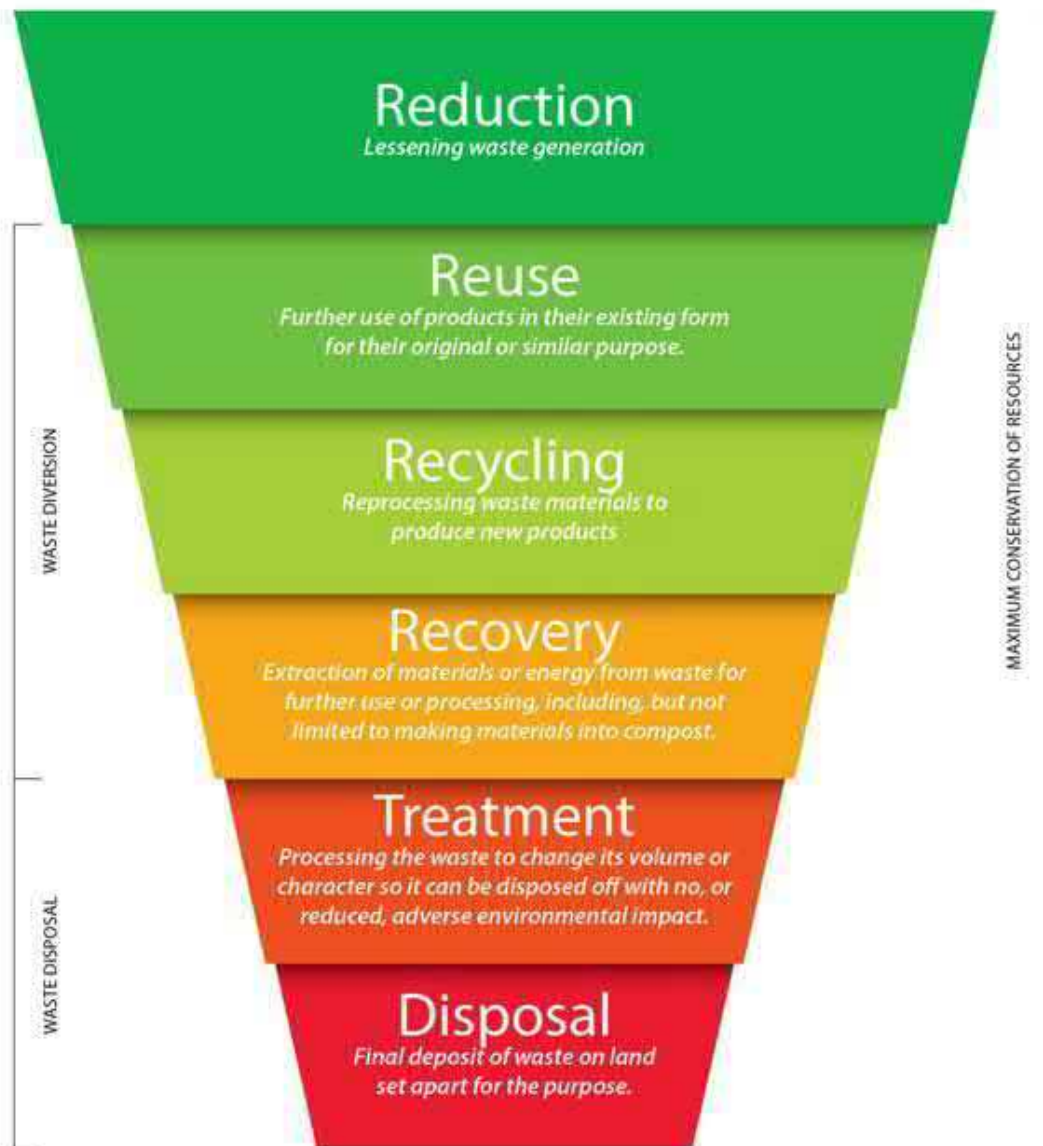 Reduction
Lessening waste generation
Reuse
Further use of products in their existing form
for their original or similar purpose.
Recycling
Reprocessing waste materials to
produce new products
Recovery
Extraction of materials or energy from waste for
further use or processing, including, but not
limited to making materials into compost.
Treatment
Processing the waste to change its volume or
character so it can be disposed off with no, or
reduced, adverse environmental impact.
Disposal
Final deposit of waste on land
set apart for the purpose.
WASTE DIVERSION
WASTE DISPOSAL
MAXIMUM CONSERVATION OF RESOURCES